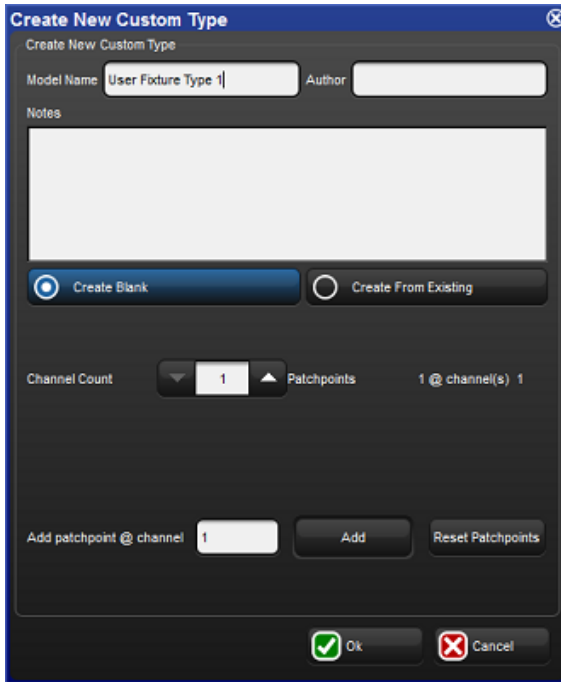 Create New Custom Type
Create New Custom Type
Model Name User Fixture Type 1 Author
Notes
Create Blank Create From Existing
Channel Count 1 Patchpoints 1 @ channel(s) 1
Add patchpoint @ channel 1 Add Reset Patchpoints
Ok Cancel